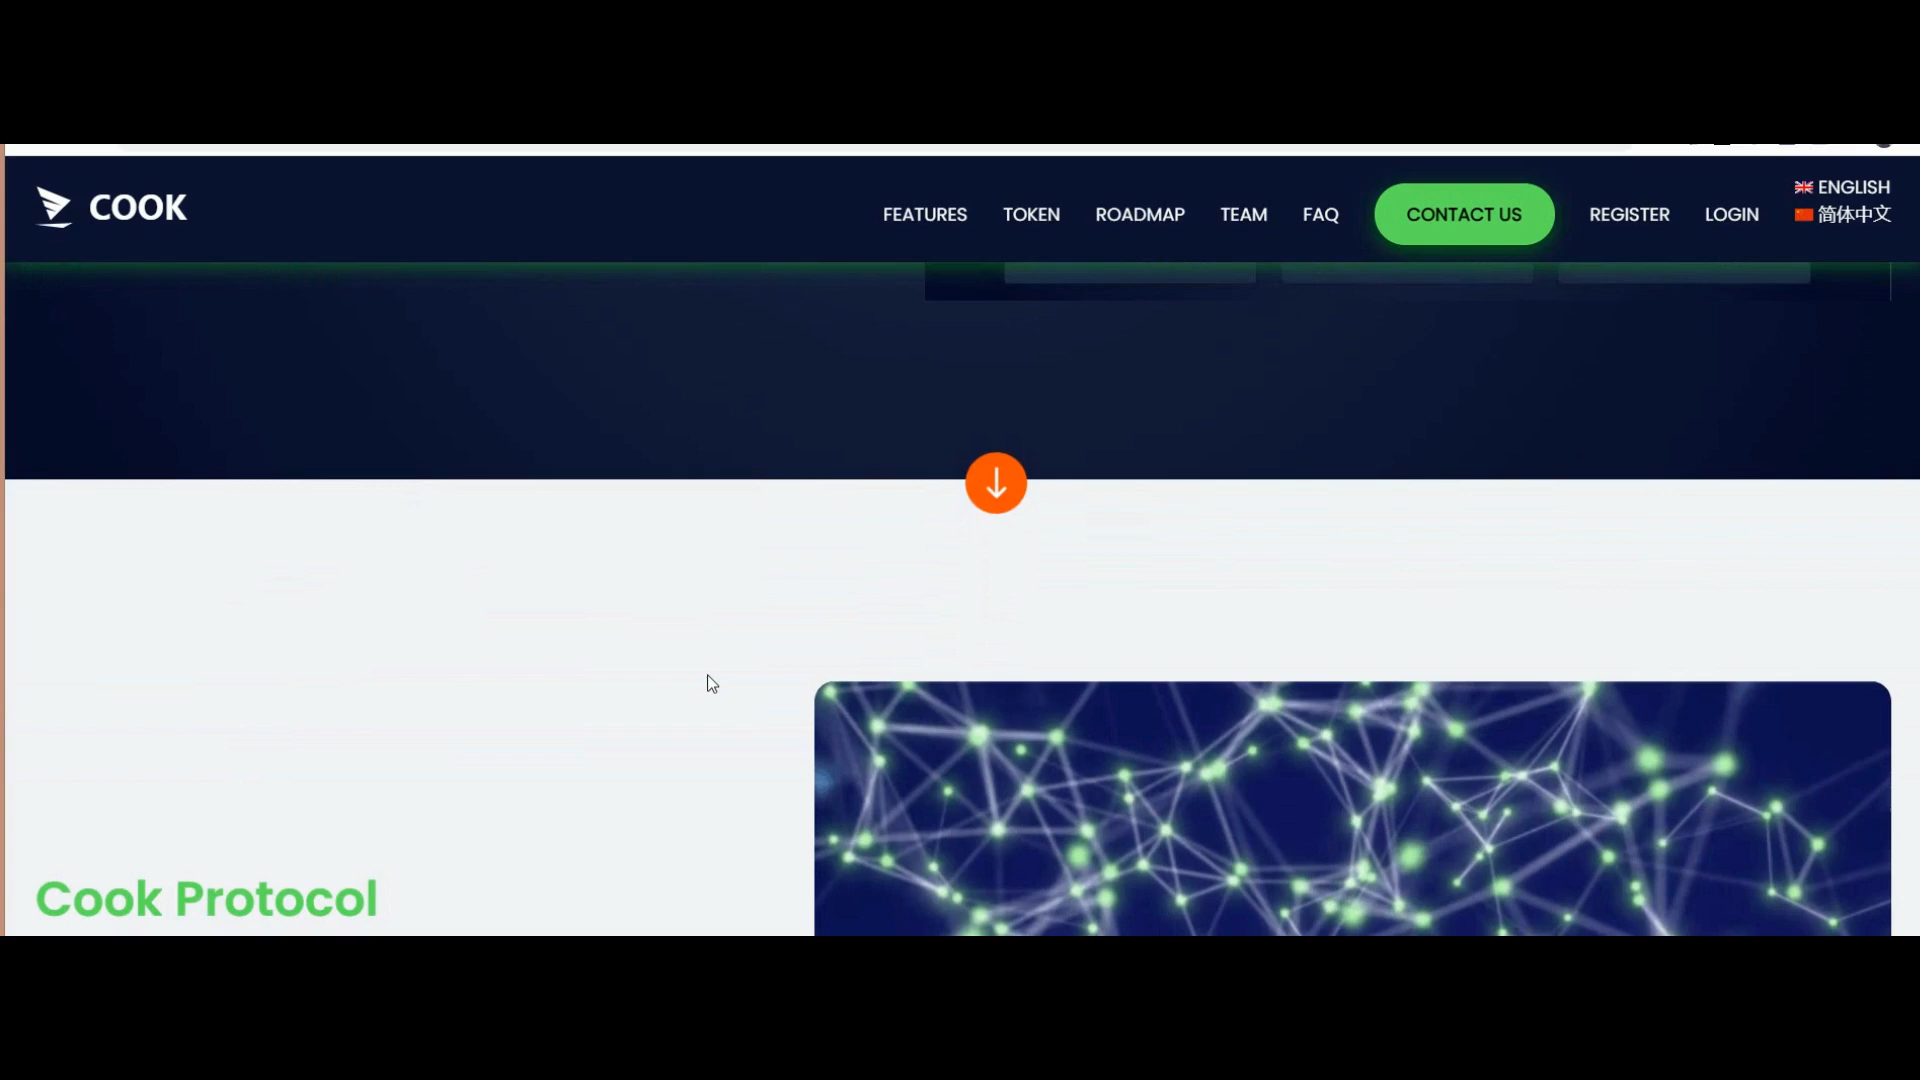 COOK
FEATURES TOKEN ROADMAP TEAM FAQ CONTACT US REGISTER LOGIN
ENGLISH
简体中文
Cook Protocol